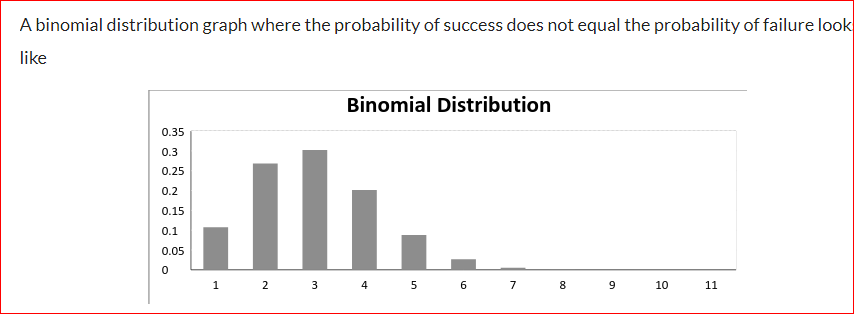 A binomial distribution graph where the probability of success does not equal the probability of failure look
like
Binomial Distribution
0.35
0.3
0.25
0.2
0.15
0.1
0.05
0
1 2 3 4 5 6 7 8 9 10 11